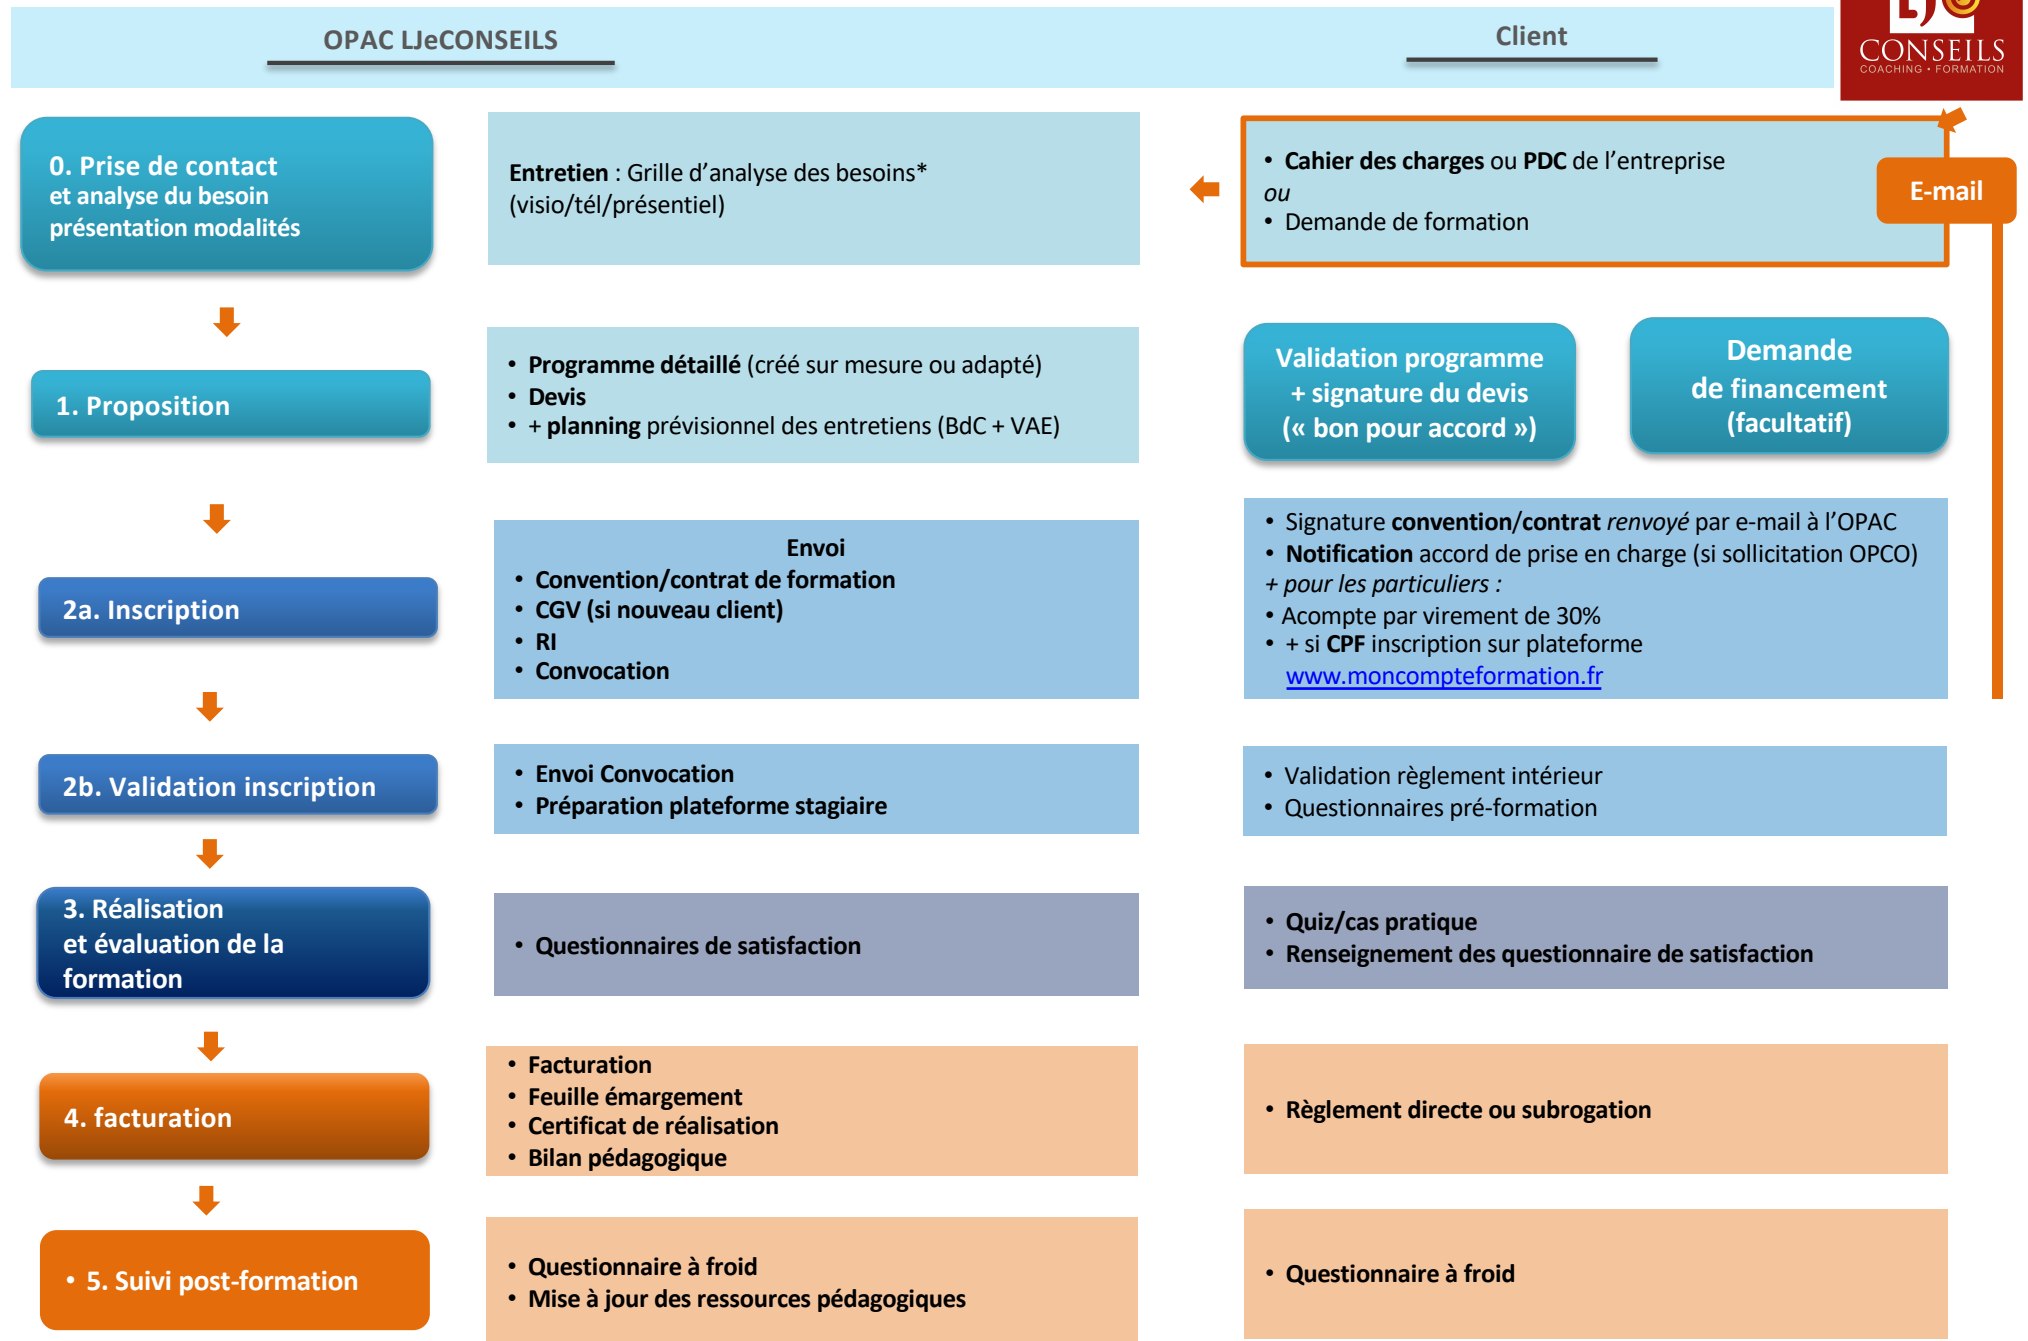 OPAC LJeCONSEILS
Client
LJe
CONSEILS
COACHING • FORMATION
0. Prise de contact
et analyse du besoin
présentation modalités
Entretien : Grille d’analyse des besoins*
(visio/tél/présentiel)
• Cahier des charges ou PDC de l’entreprise
ou
• Demande de formation
E-mail
1. Proposition
• Programme détaillé (créé sur mesure ou adapté)
• Devis
• + planning prévisionnel des entretiens (BdC + VAE)
Validation programme
+ signature du devis
(« bon pour accord »)
Demande
de financement
(facultatif)
2a. Inscription
Envoi
• Convention/contrat de formation
• CGV (si nouveau client)
• RI
• Convocation
• Signature convention/contrat renvoyé par e-mail à l’OPAC
• Notification accord de prise en charge (si sollicitation OPCO)
+ pour les particuliers :
• Acompte par virement de 30%
• + si CPF inscription sur plateforme
www.moncompteformation.fr
2b. Validation inscription
• Envoi Convocation
• Préparation plateforme stagiaire
• Validation règlement intérieur
• Questionnaires pré-formation
3. Réalisation
et évaluation de la
formation
• Questionnaires de satisfaction
• Quiz/cas pratique
• Renseignement des questionnaire de satisfaction
4. facturation
• Facturation
• Feuille émargement
• Certificat de réalisation
• Bilan pédagogique
• Règlement directe ou subrogation
• 5. Suivi post-formation
• Questionnaire à froid
• Mise à jour des ressources pédagogiques
• Questionnaire à froid